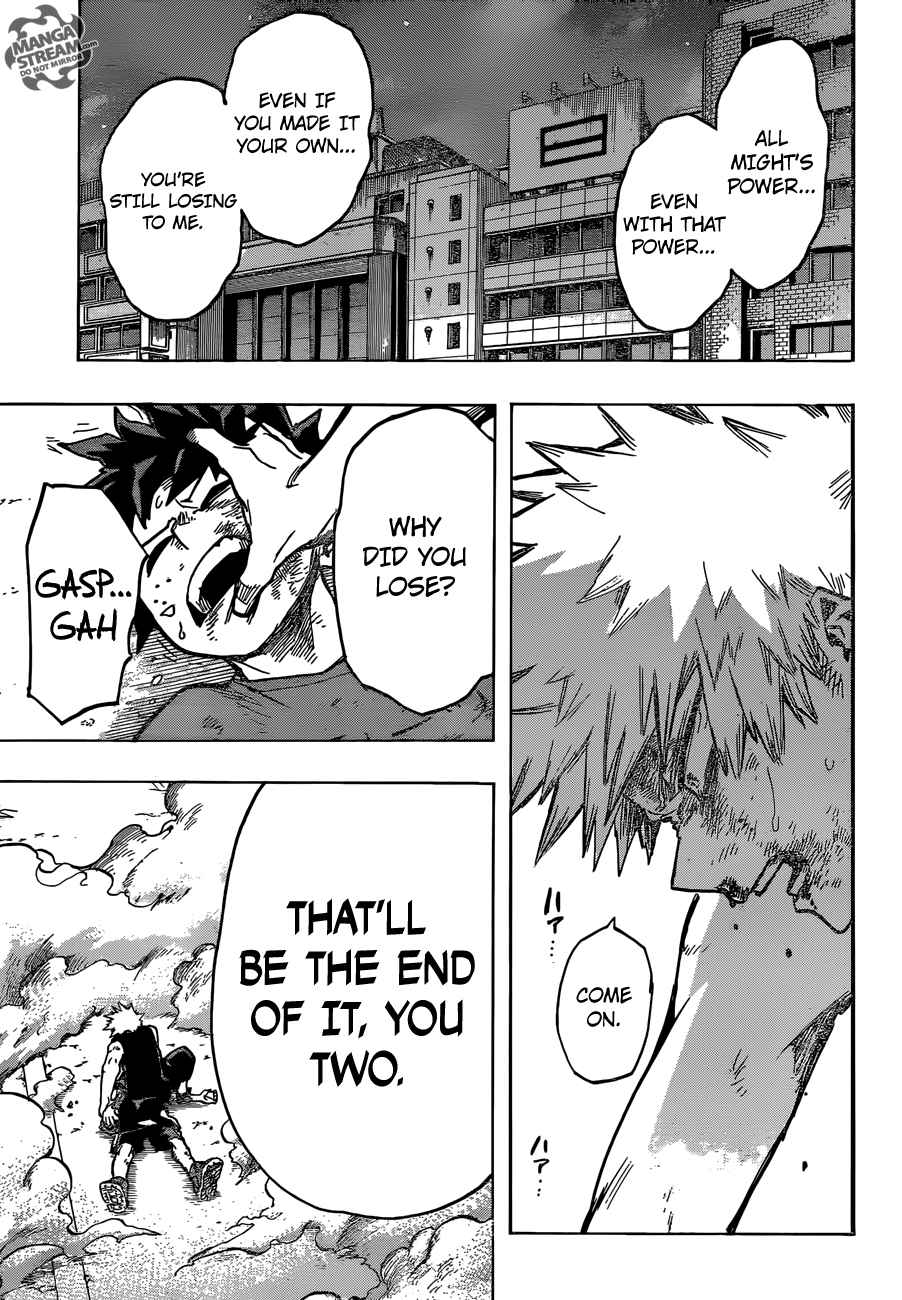 MANGA
STREAM.com
DO NOT MIRROR!
ALL
MIGHT'S
POWER...
EVEN
WITH THAT
POWER...
EVEN IF
YOU MADE IT
YOUR OWN...
YOU'RE
STILL LOSING
TO ME.
ハァ…
COME
ON.
ハァ…
WHY
DID YOU
LOSE?
GASP...
GAH
THAT'LL
BE THE END
OF IT, YOU
TWO.